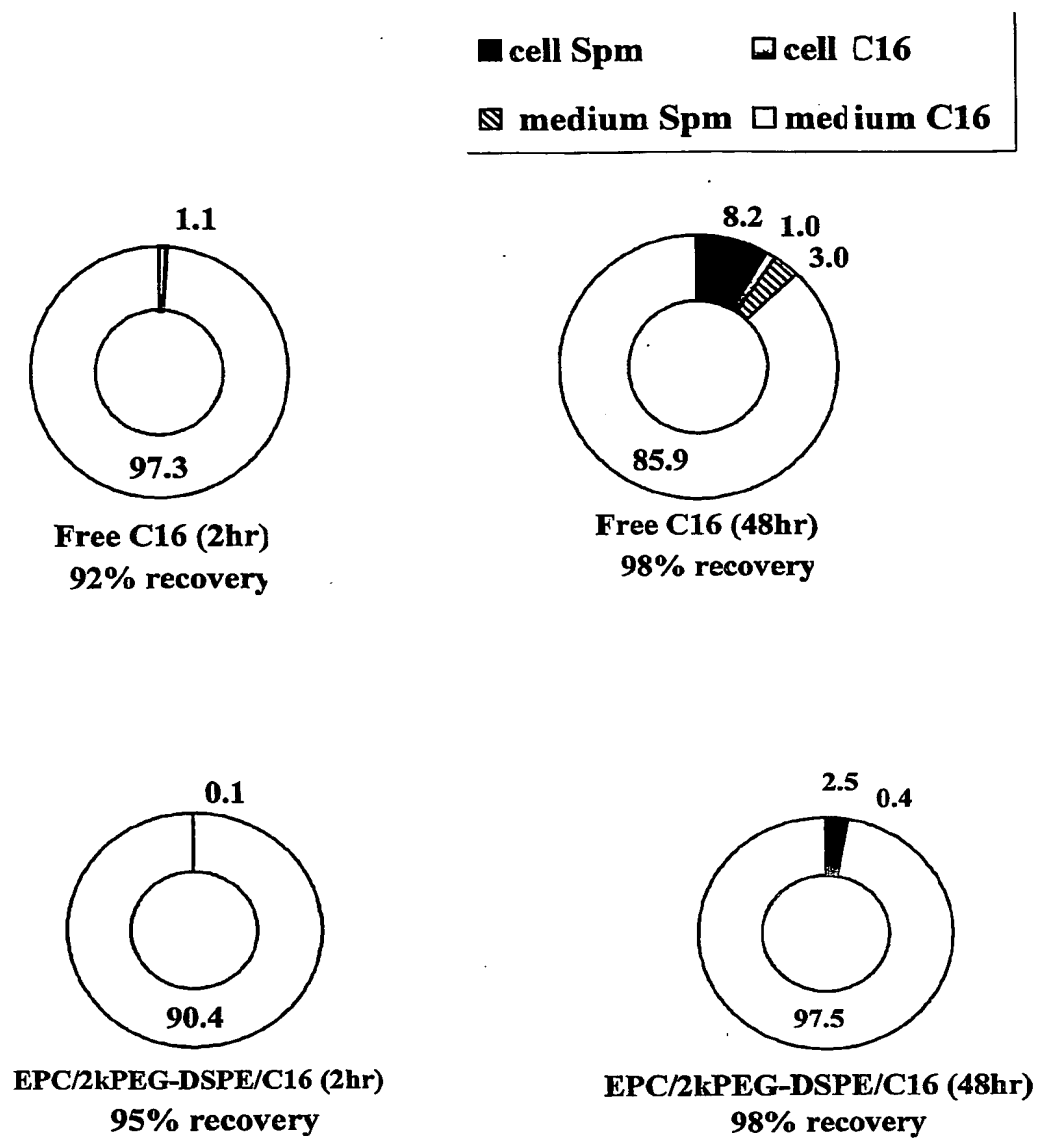 cell Spm cell C16
medium Spm medium C16
1.1
97.3
Free C16 (2hr)
92% recovery
8.2
1.0
3.0
85.9
Free C16 (48hr)
98% recovery
0.1
90.4
EPC/2kPEG-DSPE/C16 (2hr)
95% recovery
2.5
0.4
97.5
EPC/2kPEG-DSPE/C16 (48hr)
98% recovery